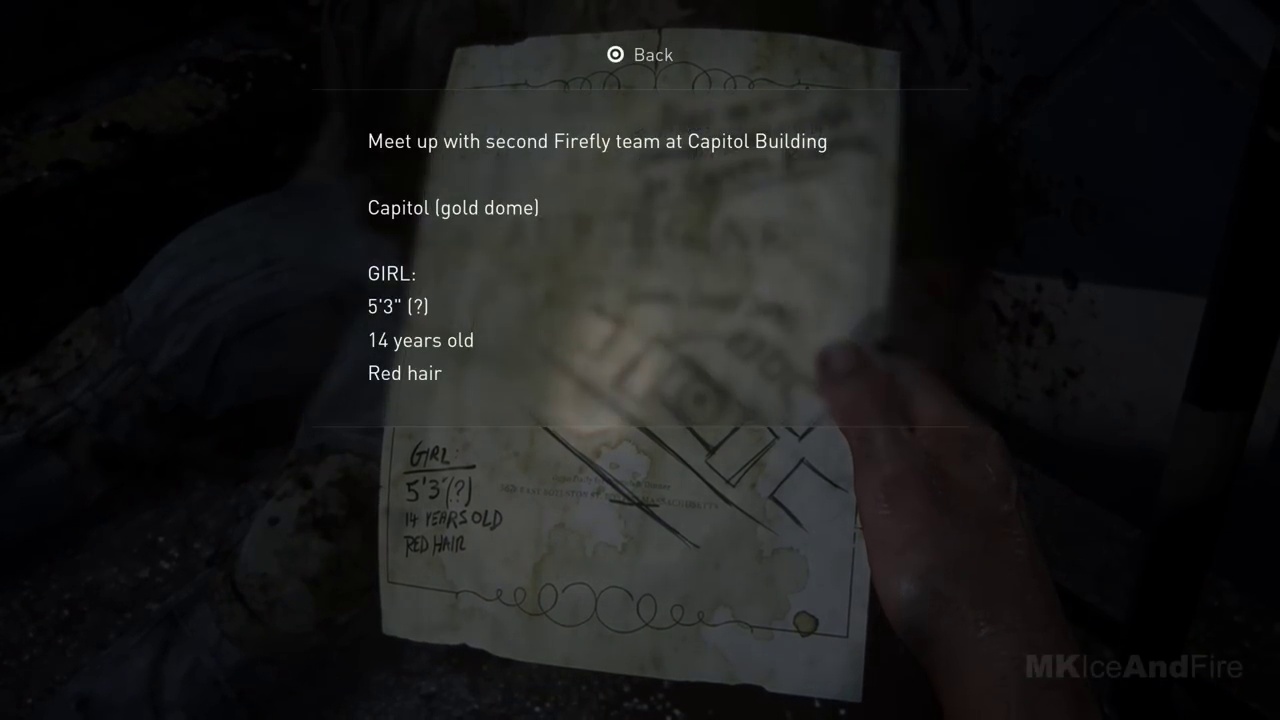 Back
Meet up with second Firefly team at Capitol Building
Capitol (gold dome)
GIRL:
5'3" (?)
14 years old
Red hair
GIRL:
5'3"(?)
14 YEARS OLD
RED HAIR
MKIceAndFire